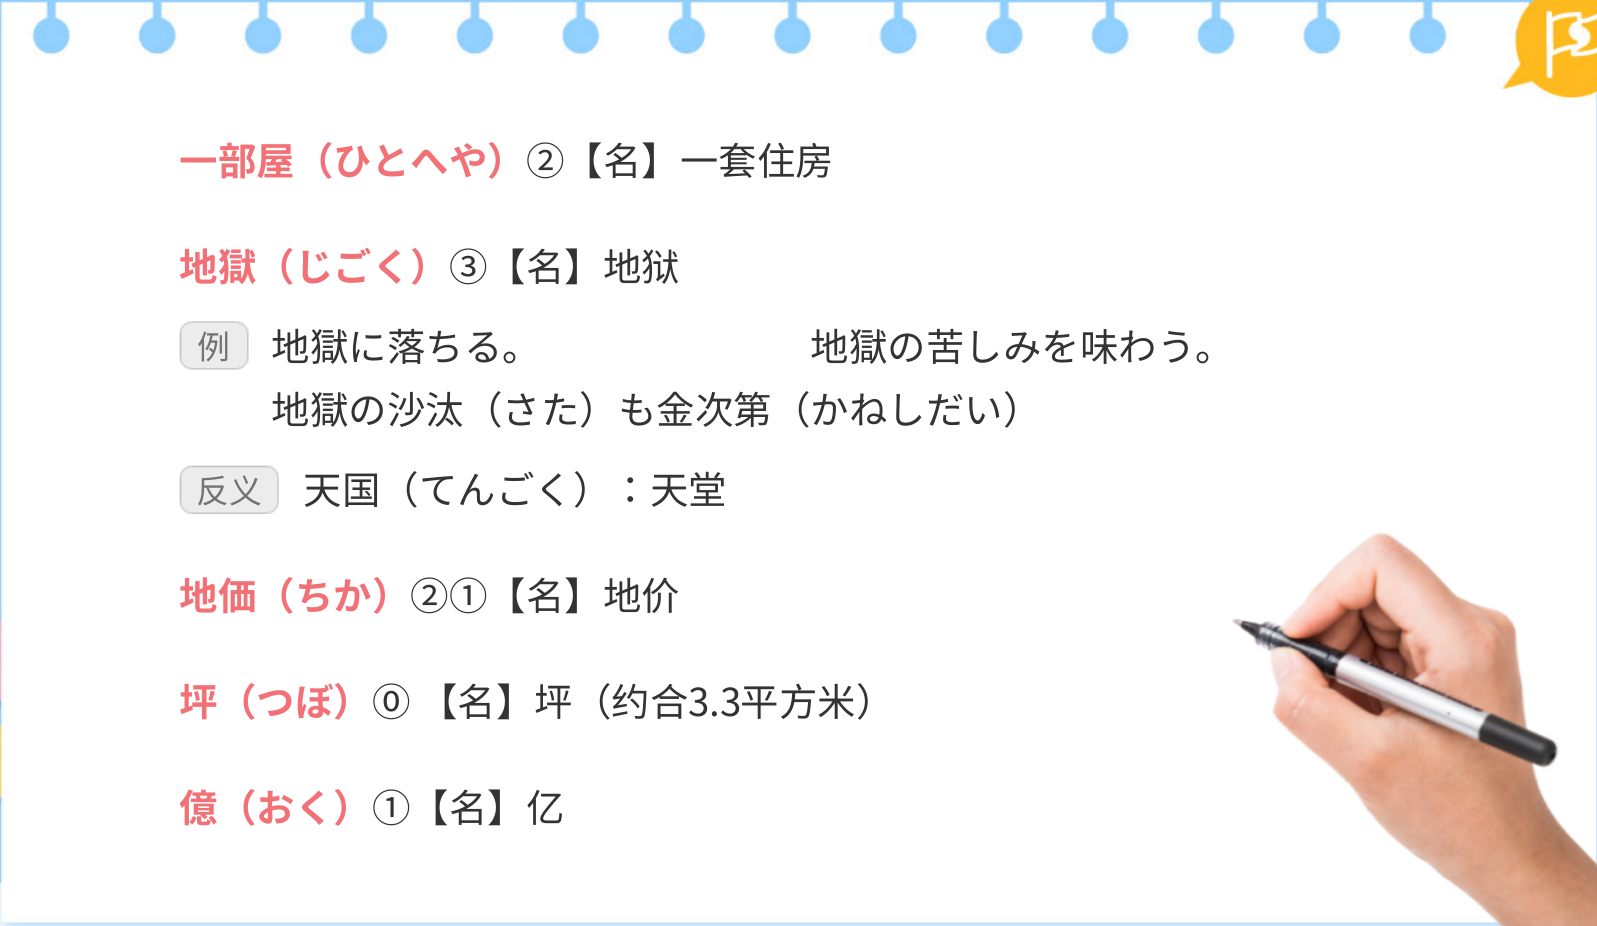 一部屋（ひとへや）②【名】一套住房
地獄（じごく）③【名】地狱
例 地獄に落ちる。 地獄の苦しみを味わう。
地獄の沙汰（さた）も金次第（かねしだい）
反义 天国（てんごく）：天堂
地価（ちか）②①【名】地价
坪（つぼ）⓪【名】坪（约合3.3平方米）
億（おく）①【名】亿